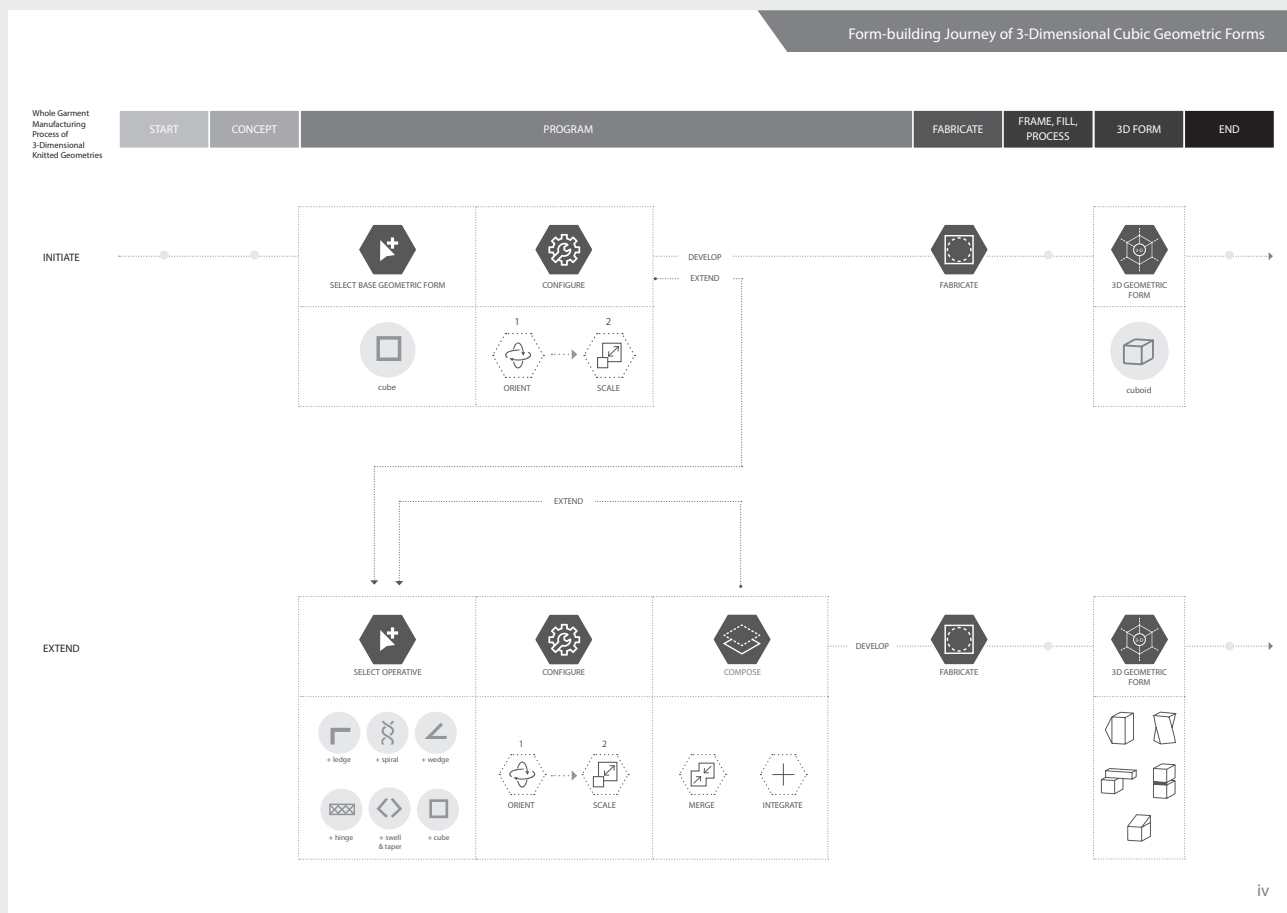 Form-building Journey of 3-Dimensional Cubic Geometric Forms
Whole Garment
Manufacturing
Process of
3-Dimensional
Knitted Geometries
START
CONCEPT
PROGRAM
FABRICATE
FRAME, FILL,
PROCESS
3D FORM
END
INITIATE
SELECT BASE GEOMETRIC FORM
CONFIGURE
DEVELOP
EXTEND
FABRICATE
3-D
3D GEOMETRIC
FORM
cube
1
2
ORIENT
SCALE
cuboid
EXTEND
EXTEND
SELECT OPERATIVE
CONFIGURE
COMPOSE
DEVELOP
FABRICATE
3-D
3D GEOMETRIC
FORM
+ ledge
+ spiral
+ wedge
+ hinge
+ swell
& taper
+ cube
1
2
ORIENT
SCALE
MERGE
INTEGRATE
iv